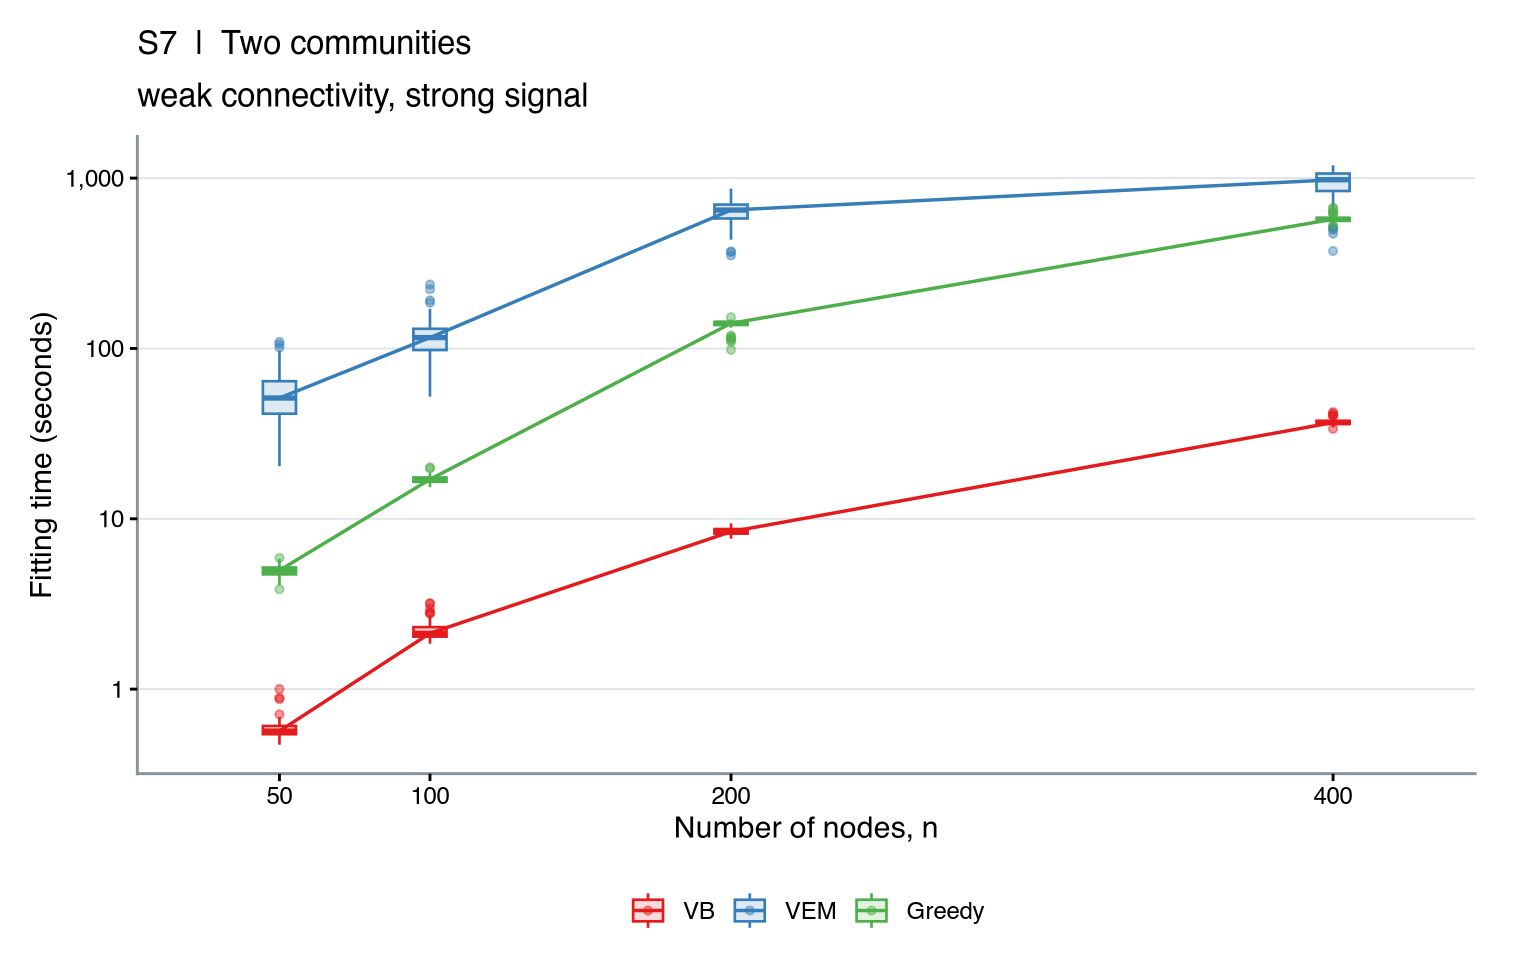 S7 | Two communities
weak connectivity, strong signal
Fitting time (seconds)
1,000
100
10
1
50 100 200 400
Number of nodes, n
VB VEM Greedy